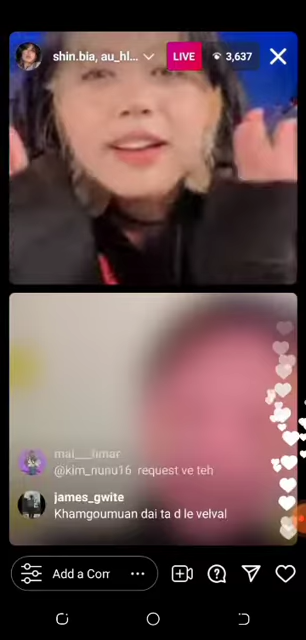 shin.bia, au_hl...
LIVE
3,637
@kim_nunu16 request ve teh
james_gwite
Khamgoumuan dai ta d le velval
Add a Com